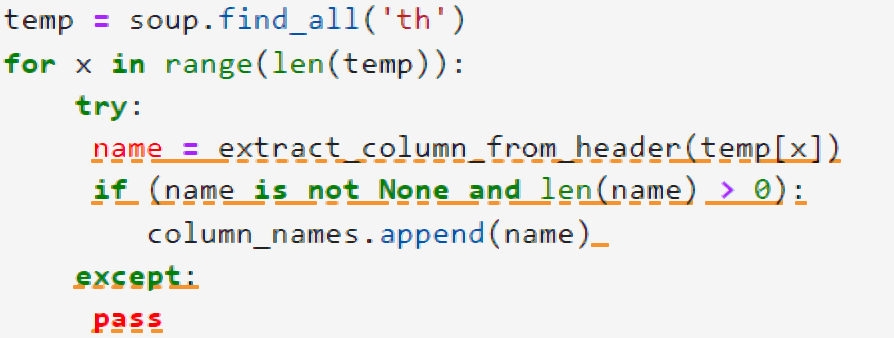 temp = soup.find_all('th')
for x in range(len(temp)):
    try:
     name = extract_column_from_header(temp[x])
     if (name is not None and len(name) > 0):
        column_names.append(name)
    except:
     pass